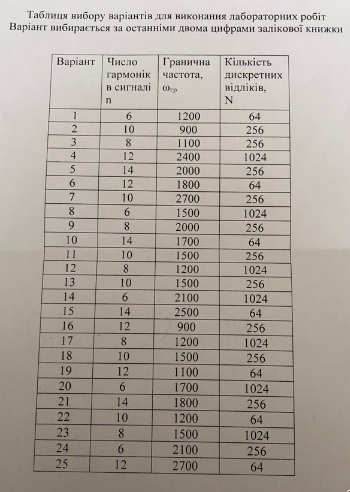 Таблиця вибору варіантів для виконання лабораторних робіт
Варіант вибирається за останніми двома цифрами залікової книжки
Варіант Число гармонік в сигналі n Гранична частота, ωгр Кількість дискретних відліків, N
1 6 1200 64
2 10 900 256
3 8 1100 256
4 12 2400 1024
5 14 2000 256
6 12 1800 64
7 10 2700 256
8 6 1500 1024
9 8 2000 256
10 14 1700 64
11 10 1500 256
12 8 1200 1024
13 10 1500 256
14 6 2100 1024
15 14 2500 64
16 12 900 256
17 8 1200 1024
18 10 1500 256
19 12 1100 64
20 6 1700 1024
21 14 1800 256
22 10 1200 64
23 8 1500 1024
24 6 2100 256
25 12 2700 64